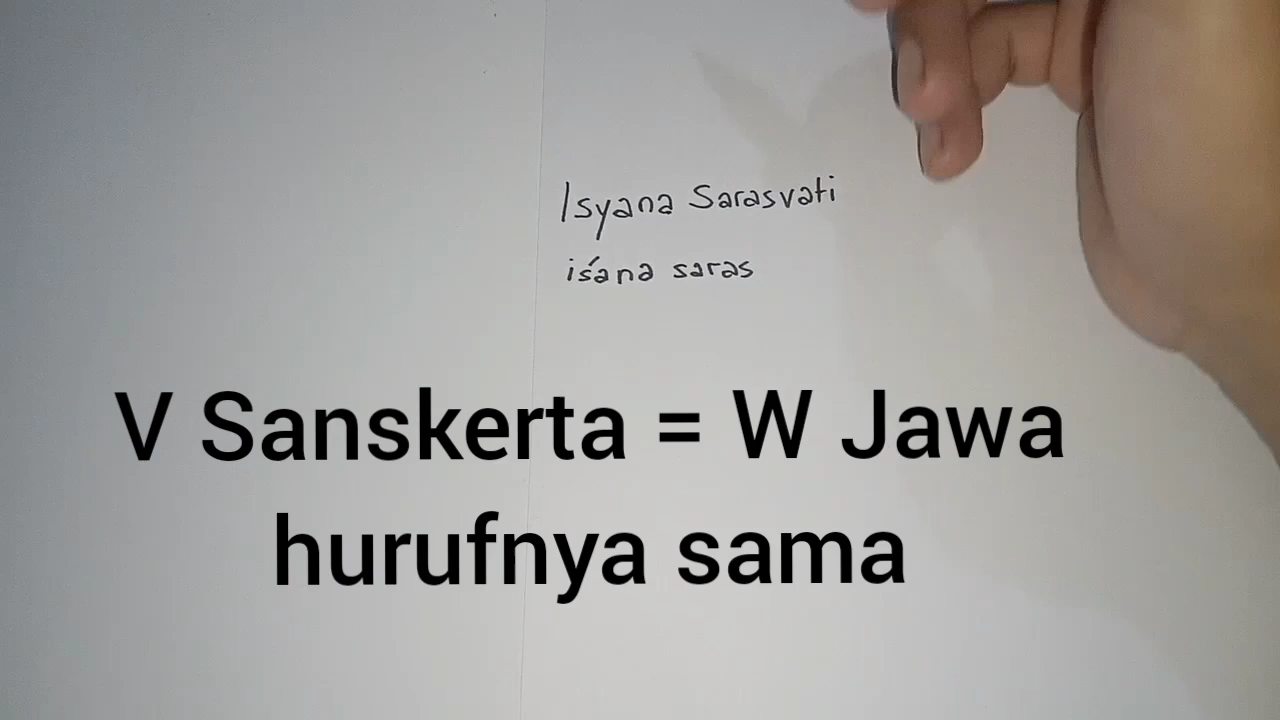 Isyana Sarasvati
iśana saras
V Sanskerta = W Jawa
hurufnya sama